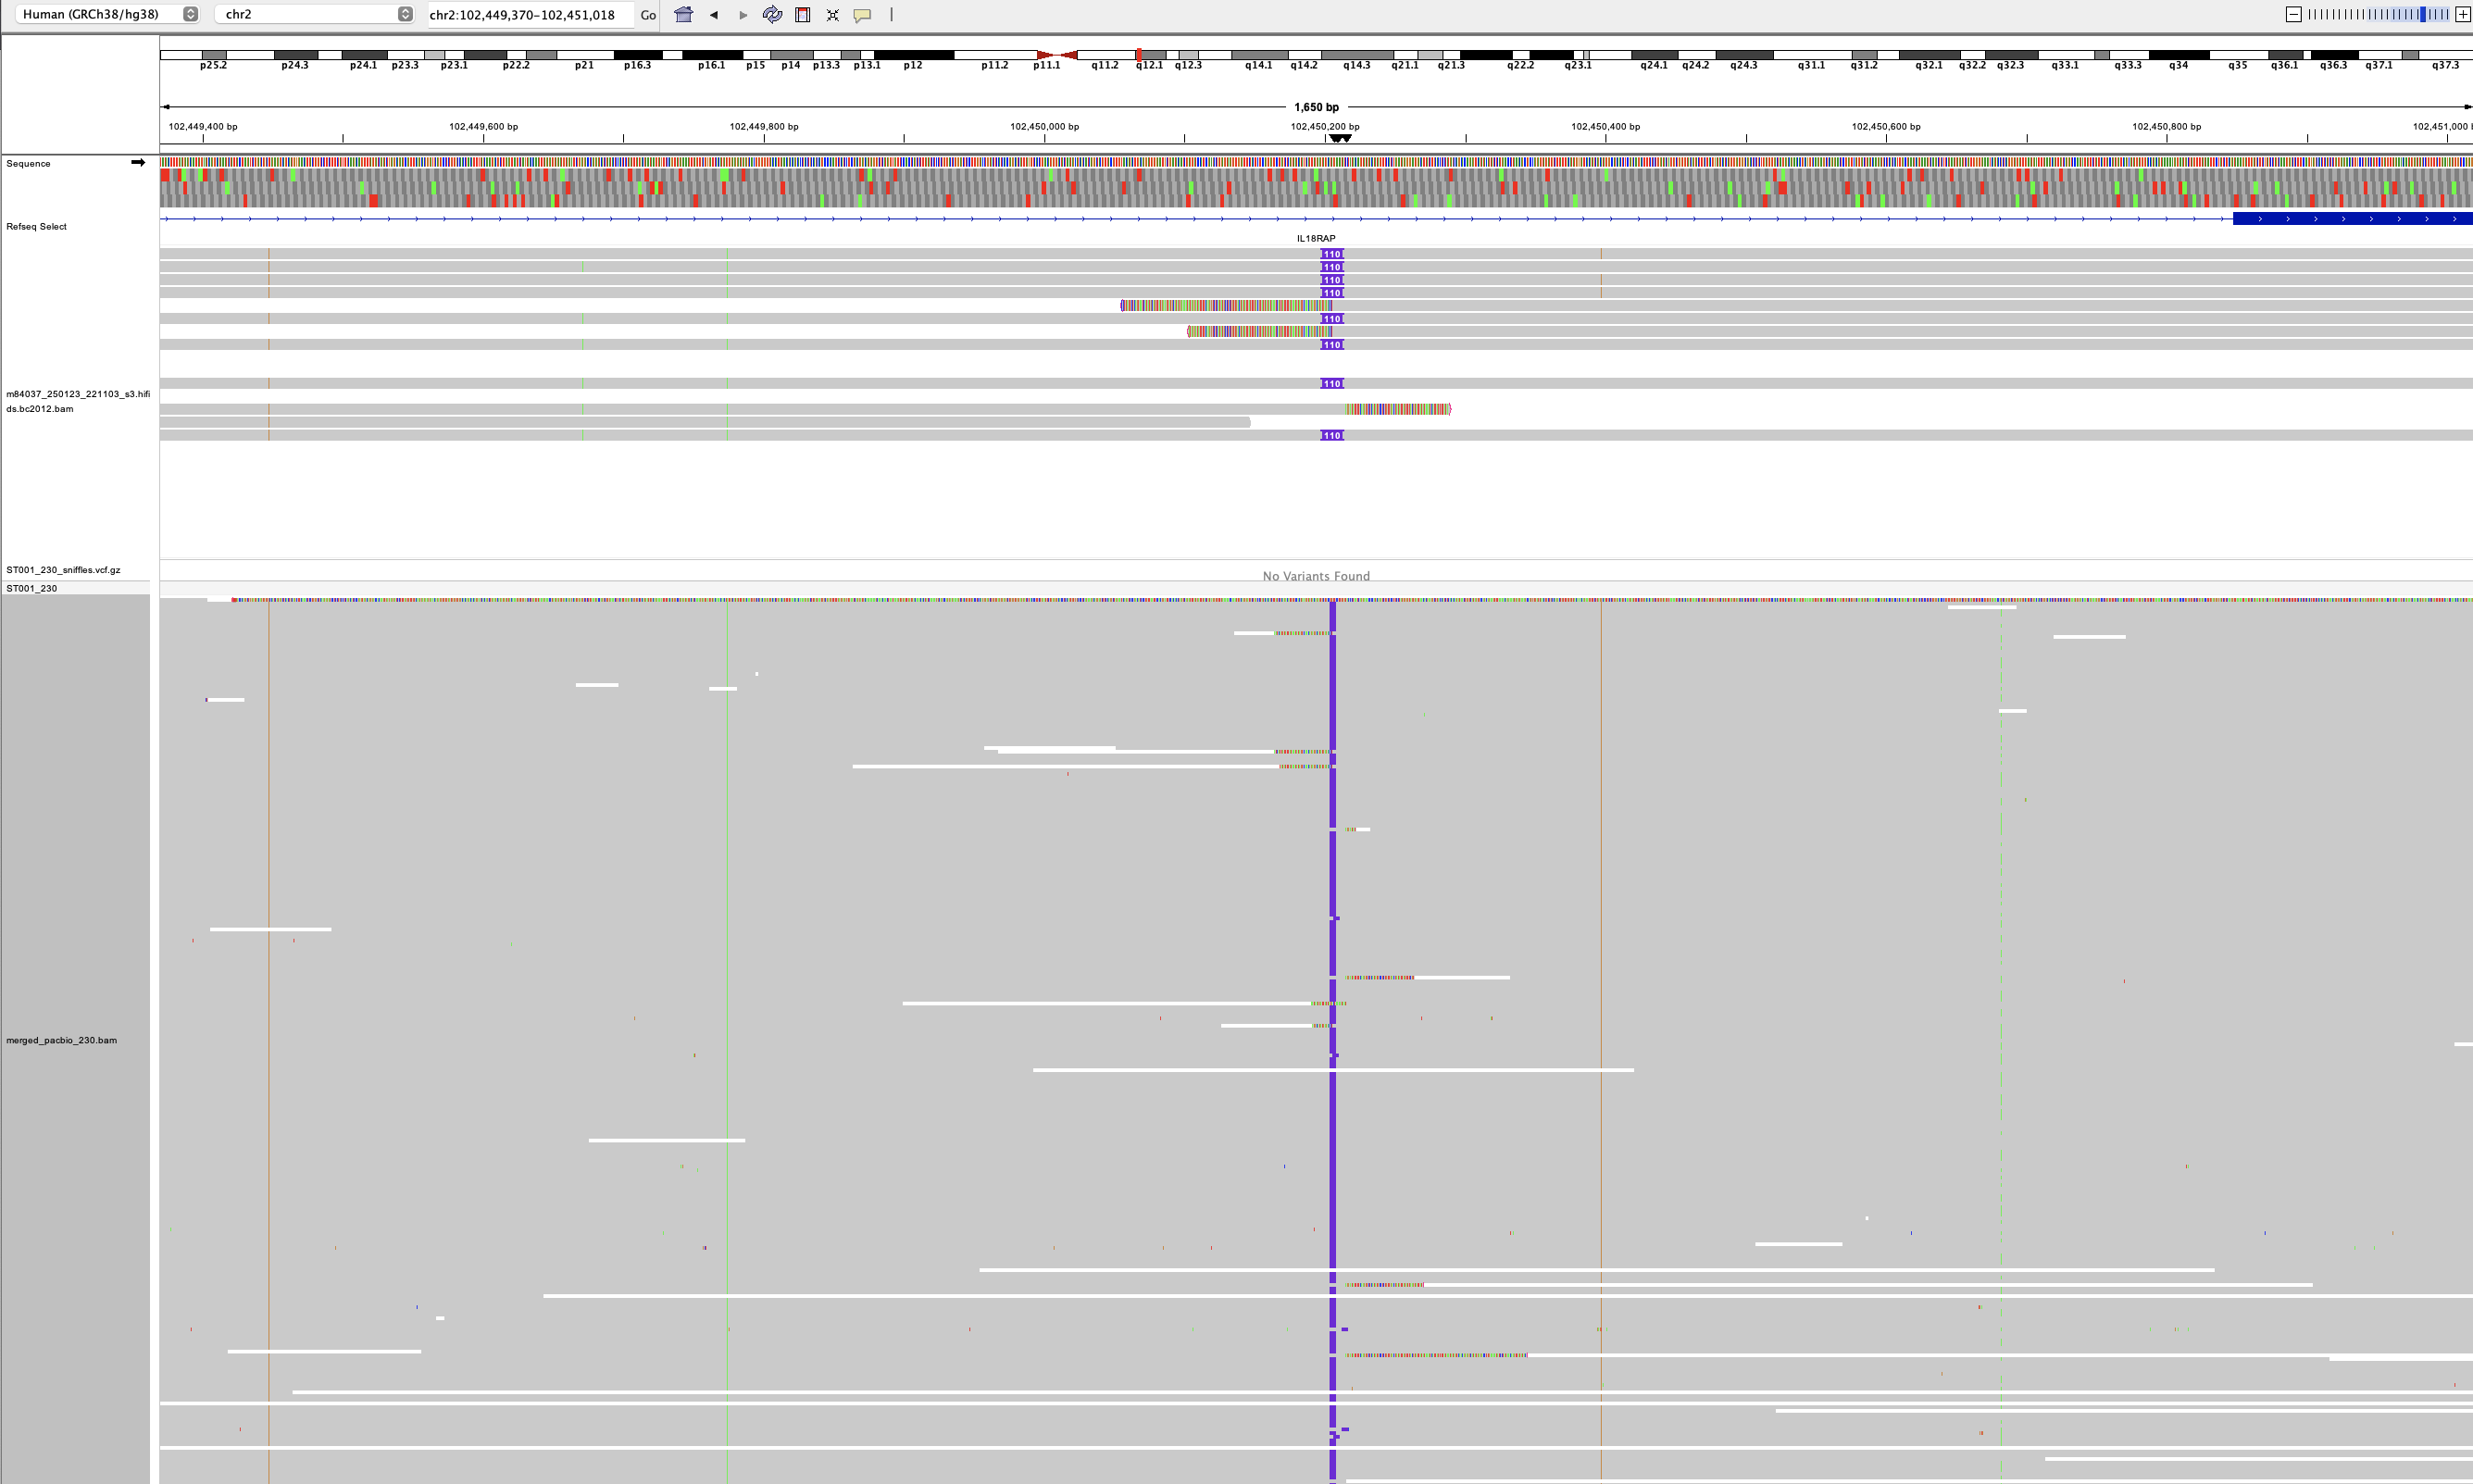 Human (GRCh38/hg38) chr2 chr2:102,449,370-102,451,018 Go
p25.2 p24.3 p24.1 p23.3 p23.1 p22.2 p21 p16.3 p16.1 p15 p14 p13.3 p13.1 p12 p11.2 p11.1 q11.2 q12.1 q12.3 q14.1 q14.2 q14.3 q21.1 q21.3 q22.2 q23.1 q24.1 q24.2 q24.3 q31.1 q31.2 q32.1 q32.2 q32.3 q33.1 q33.3 q34 q35 q36.1 q36.3 q37.1 q37.3
1,650 bp
102,449,400 bp 102,449,600 bp 102,449,800 bp 102,450,000 bp 102,450,200 bp 102,450,400 bp 102,450,600 bp 102,450,800 bp 102,451,000
Sequence
Refseq Select
IL18RAP
110
110
110
110
110
110
110
m84037_250123_221103_s3.hifi
ds.bc2012.bam
110
ST001_230_sniffles.vcf.gz
No Variants Found
ST001_230
merged_pacbio_230.bam